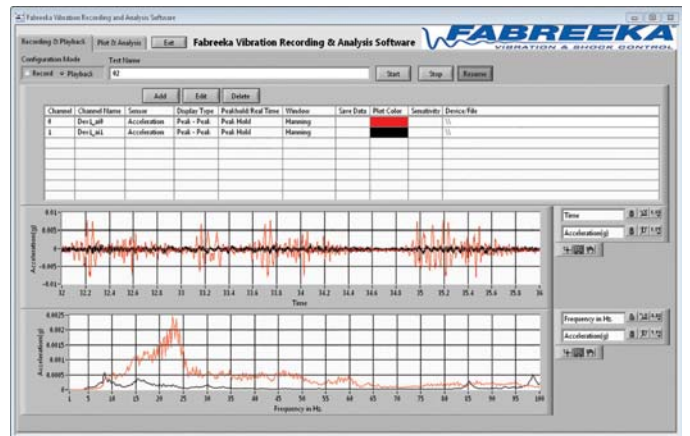 Fabreeka Vibration Recording and Analysis Software
Recording & Playback Plot & Analysis Exit Fabreeka Vibration Recording & Analysis Software FABREEKA
VIBRATION & SHOCK CONTROL
Configuration Mode Test Name
Record Playback #2
Start Stop Resume
Add Edit Delete
Channel Channel Name Sensor Display Type Peakhold/Real Time Window Save Data Plot Color Sensitivity Device/File
0 Dev1_ai0 Acceleration Peak - Peak Peak Hold Hanning \\
1 Dev1_ai1 Acceleration Peak - Peak Peak Hold Hanning \\
Acceleration(g)
0.01
0.005
0
-0.005
-0.01
32 32.2 32.4 32.6 32.8 33 33.2 33.4 33.6 33.8 34 34.2 34.4 34.6 34.8 35 35.2 35.4 35.6 35.8 36
Time
Time
Acceleration(g)
Acceleration(g)
0.0025
0.002
0.0015
0.001
0.0005
0
1 5 10 15 20 25 30 35 40 45 50 55 60 65 70 75 80 85 90 95 100
Frequency in Hz.
Frequency in Hz.
Acceleration(g)